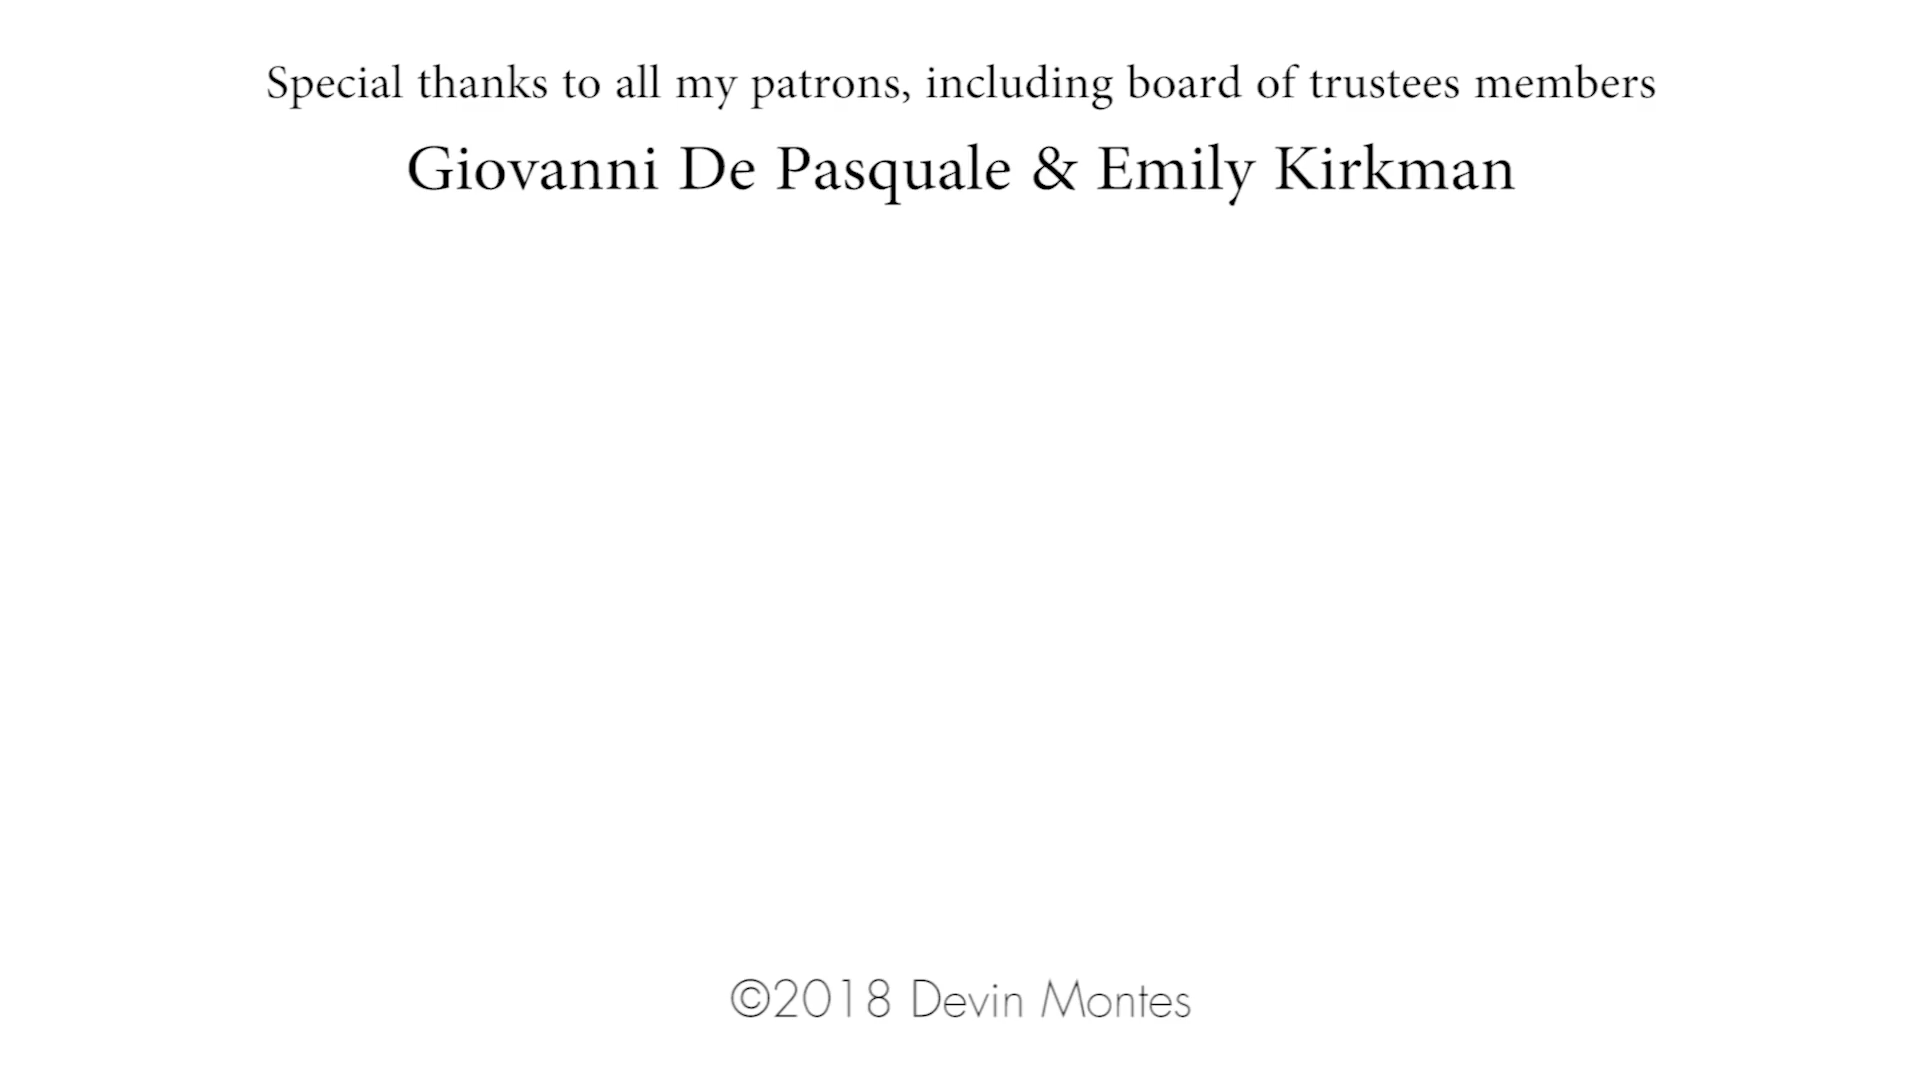 Special thanks to all my patrons, including board of trustees members
Giovanni De Pasquale & Emily Kirkman
©2018 Devin Montes